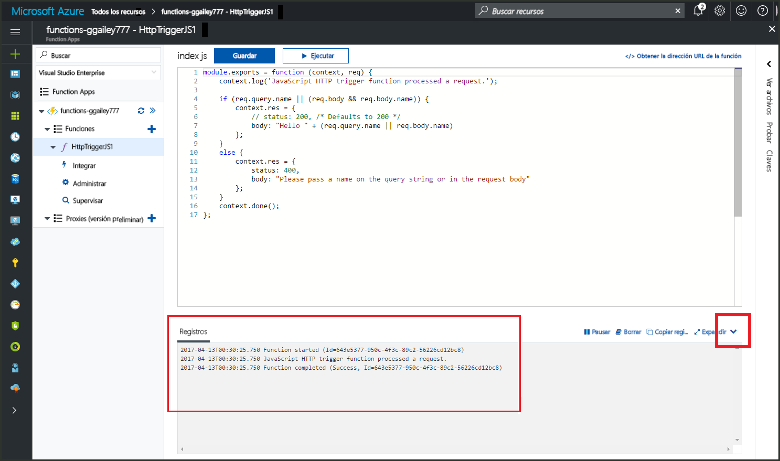 Microsoft Azure Todos los recursos > functions-ggailey777 - HttpTriggerJS1
Buscar recursos
2
functions-ggailey777 - HttpTriggerJS1
Function Apps
Buscar
Visual Studio Enterprise
Function Apps
functions-ggailey777
Funciones
HttpTriggerJS1
Integrar
Administrar
Supervisar
Proxies (versión preliminar)
index js
Guardar
Ejecutar
</> Obtener la dirección URL de la función
1 module.exports = function (context, req) {
2 context.log('JavaScript HTTP trigger function processed a request.');
3
4 if (req.query.name || (req.body && req.body.name)) {
5 context.res = {
6 // status: 200, /* Defaults to 200 */
7 body: "Hello " + (req.query.name || req.body.name)
8 };
9 }
10 else {
11 context.res = {
12 status: 400,
13 body: "Please pass a name on the query string or in the request body"
14 };
15 }
16 context.done();
17 };
Ver archivos
Probar
Claves
Registros
Pausar
Borrar
Copiar regi...
Expandir
2017-04-13T00:30:25.750 Function started (Id=643e5377-950c-4f3c-89c2-56226cd12bc8)
2017-04-13T00:30:25.750 JavaScript HTTP trigger function processed a request.
2017-04-13T00:30:25.750 Function completed (Success, Id=643e5377-950c-4f3c-89c2-56226cd12bc8)